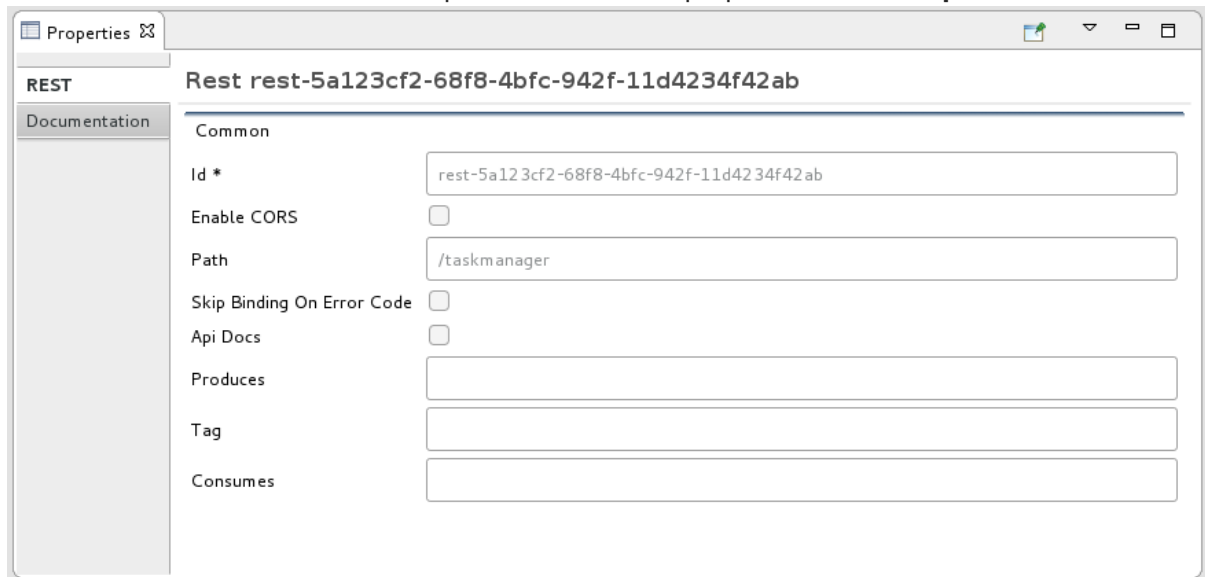 Properties
REST
Documentation
Rest rest-5a123cf2-68f8-4bfc-942f-11d4234f42ab
Common
Id * rest-5a123cf2-68f8-4bfc-942f-11d4234f42ab
Enable CORS
Path /taskmanager
Skip Binding On Error Code
Api Docs
Produces
Tag
Consumes